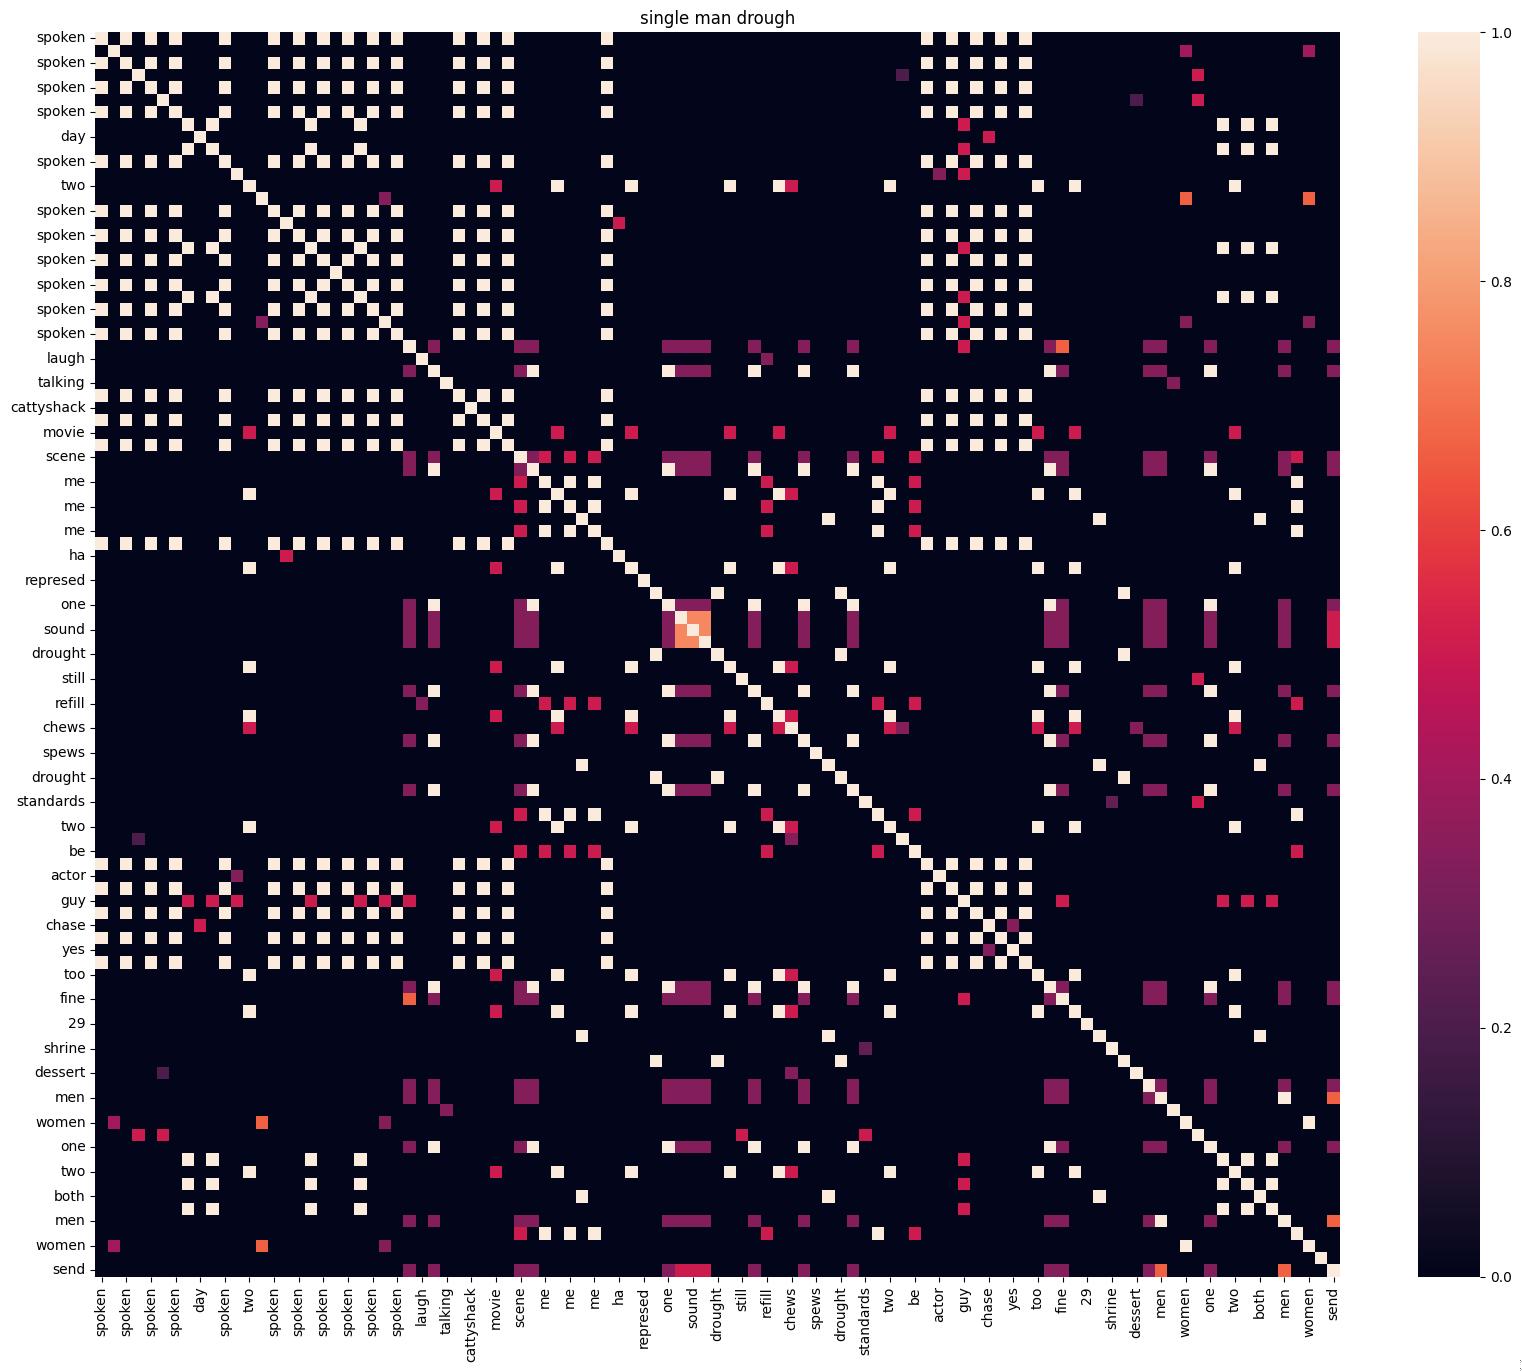 single man drough
spoken
spoken
spoken
spoken
day
spoken
two
spoken
spoken
spoken
spoken
spoken
spoken
laugh
talking
cattyshack
movie
scene
me
me
me
ha
represed
one
sound
drought
still
refill
chews
spews
drought
standards
two
be
actor
guy
chase
yes
too
fine
29
shrine
dessert
men
women
one
two
both
men
women
send
spoken spoken spoken spoken day spoken two spoken spoken spoken spoken spoken spoken laugh talking cattyshack movie scene me me me ha represed one sound drought still refill chews spews drought standards two be actor guy chase yes too fine 29 shrine dessert men women one two both men women send
1.0
0.8
0.6
0.4
0.2
0.0